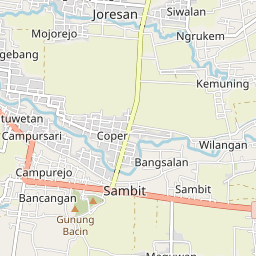 Joresan
Siwalan
Mojorejo
Ngrukem
gebang
Kemuning
tuwetan
Campursari
Coper
Wilangan
Bangsalan
Campurejo
Sambit
Sambit
Bancangan
Gunung
Bacin